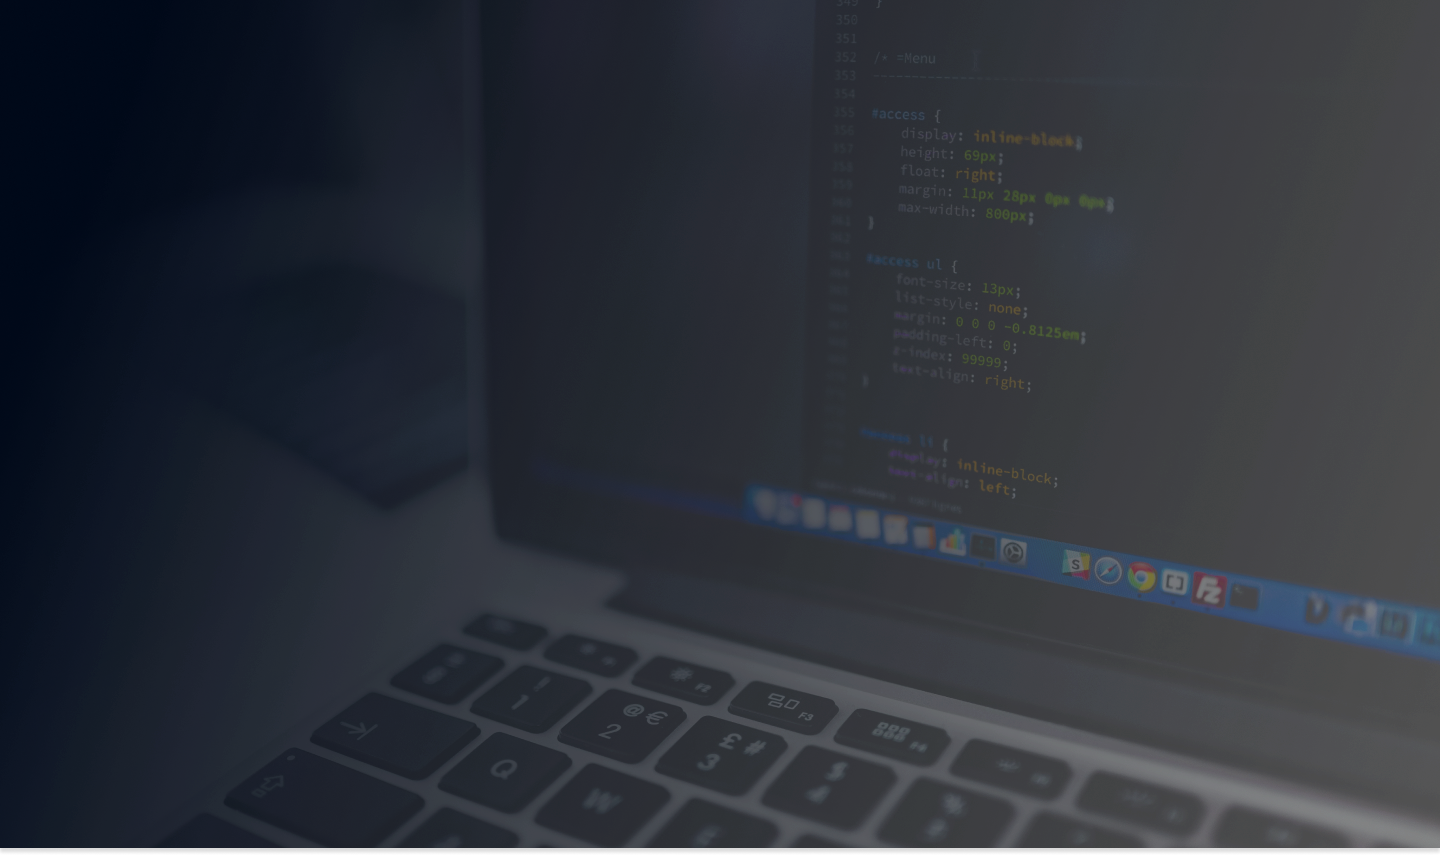 349 }
350
351
352 /* =Menu
353 --------------------------------
354
355 #access {
356 display: inline-block;
357 height: 69px;
358 float: right;
359 margin: 11px 28px 0px 0px;
360 max-width: 800px;
361 }
362
363 #access ul {
font-size: 13px;
list-style: none;
margin: 0 0 0 -0.8125em;
padding-left: 0;
z-index: 99999;
text-align: right;
}
li {
display: inline-block;
text-align: left;
S
Fz
F2
F3
F4
1
@ €
2
£ #
3
$
4
%
Q
W